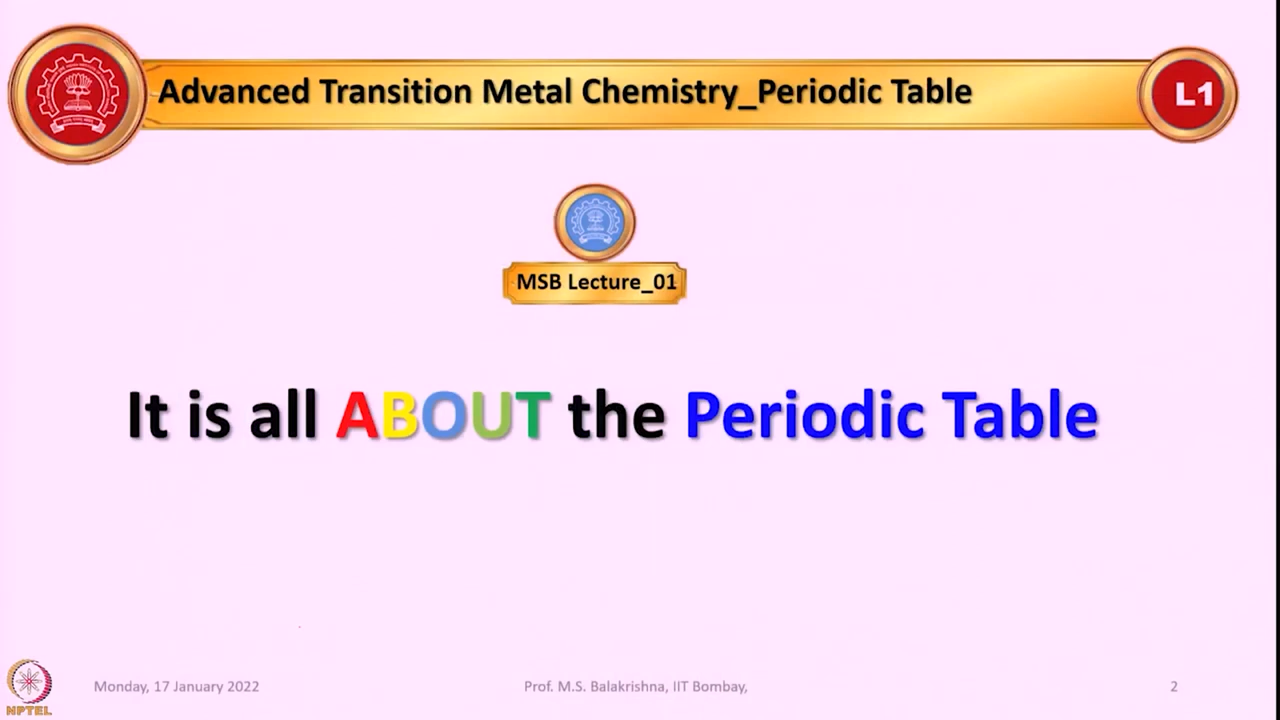 Advanced Transition Metal Chemistry_Periodic Table
L1
MSB Lecture_01
It is all ABOUT the Periodic Table
Monday, 17 January 2022
Prof. M.S. Balakrishna, IIT Bombay,
2
NPTEL